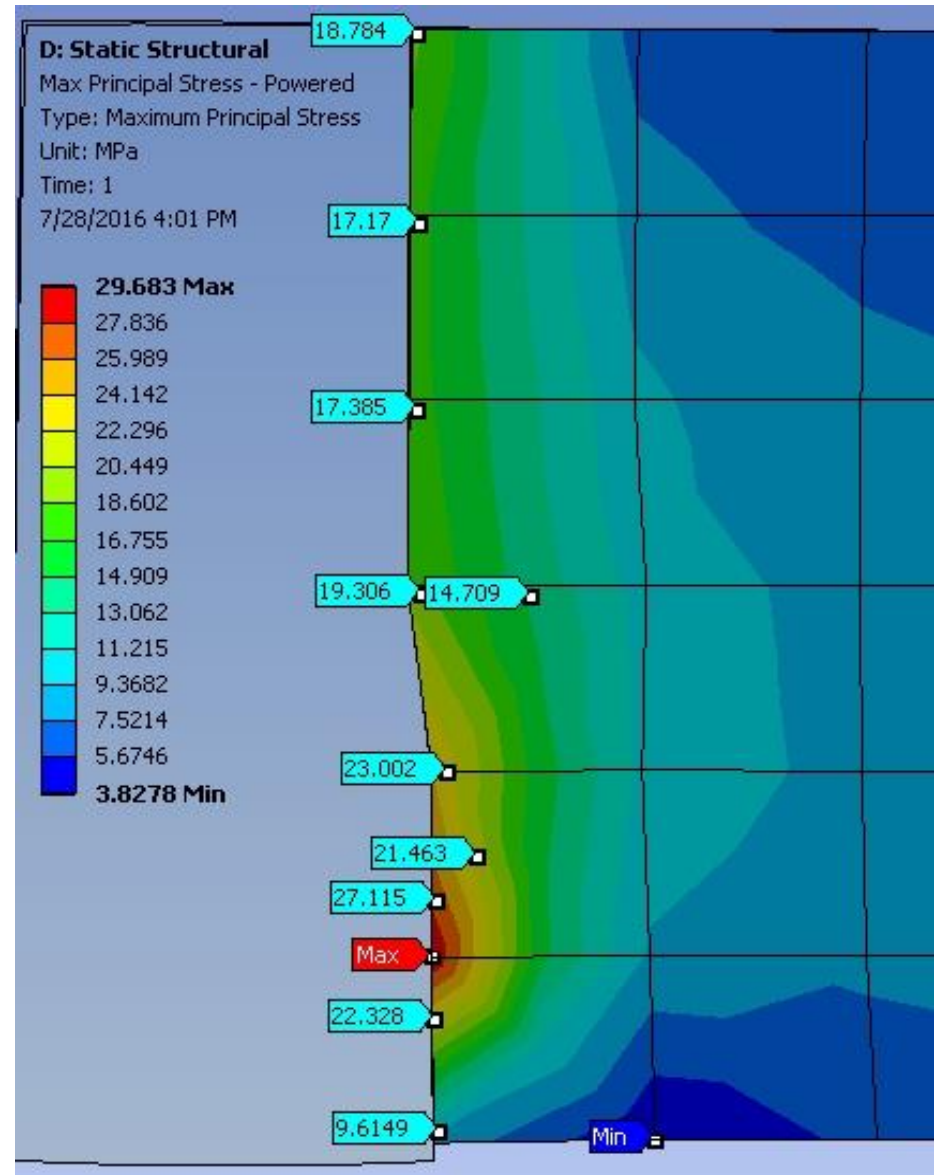 18.784
D: Static Structural
Max Principal Stress - Powered
Type: Maximum Principal Stress
Unit: MPa
Time: 1
7/28/2016 4:01 PM
17.17
29.683 Max
27.836
25.989
24.142
22.296
20.449
18.602
16.755
14.909
13.062
11.215
9.3682
7.5214
5.6746
3.8278 Min
17.385
19.306
14.709
23.002
21.463
27.115
Max
22.328
9.6149
Min